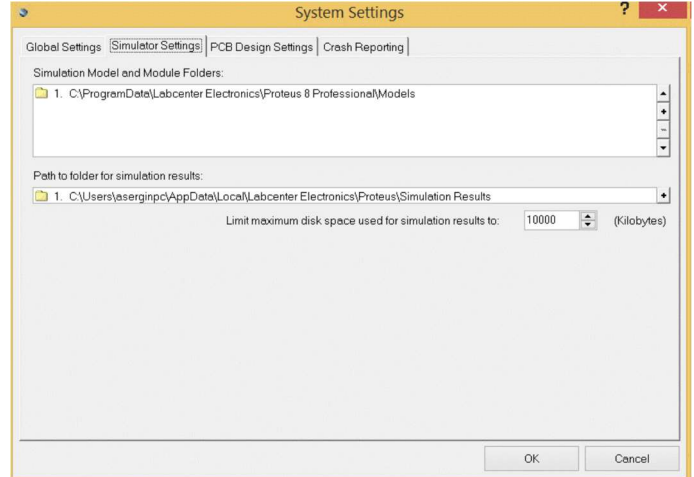 System Settings
?
Global Settings Simulator Settings PCB Design Settings Crash Reporting
Simulation Model and Module Folders:
1. C:\ProgramData\Labcenter Electronics\Proteus 8 Professional\Models
Path to folder for simulation results:
1. C:\Users\aserginpc\AppData\Local\Labcenter Electronics\Proteus\Simulation Results
Limit maximum disk space used for simulation results to: 10000 (Kilobytes)
OK Cancel